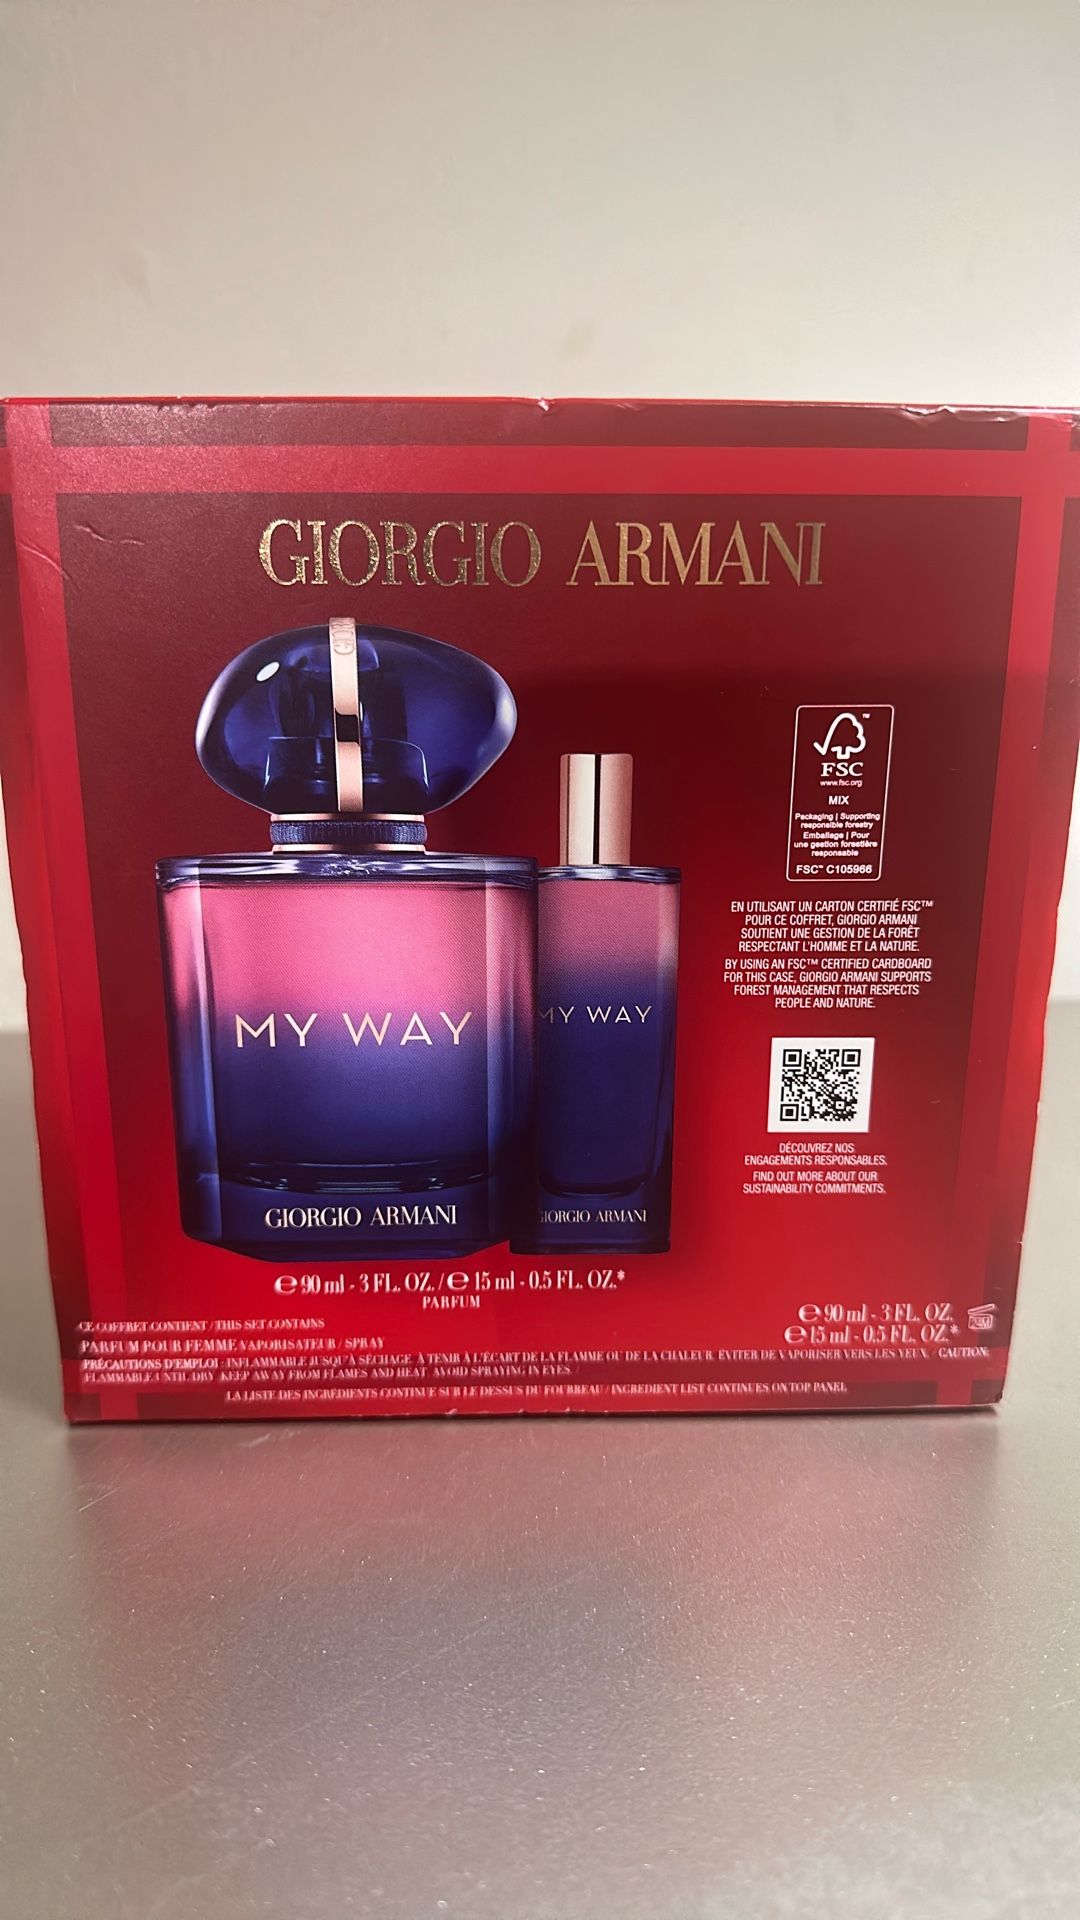 GIORGIO ARMANI
GIOR
MY WAY
MY WAY
GIORGIO ARMANI
GIORGIO ARMANI
FSC™
www.fsc.org
MIX
Packaging | Supporting
responsible forestry
Emballage | Pour
une gestion forestière
responsable
FSC™ C105966
EN UTILISANT UN CARTON CERTIFIÉ FSC™
POUR CE COFFRET, GIORGIO ARMANI
SOUTIENT UNE GESTION DE LA FORÊT
RESPECTANT L'HOMME ET LA NATURE.
BY USING AN FSC™ CERTIFIED CARDBOARD
FOR THIS CASE, GIORGIO ARMANI SUPPORTS
FOREST MANAGEMENT THAT RESPECTS
PEOPLE AND NATURE.
DÉCOUVREZ NOS
ENGAGEMENTS RESPONSABLES.
FIND OUT MORE ABOUT OUR
SUSTAINABILITY COMMITMENTS.
℮ 90 ml - 3 FL. OZ. / ℮ 15 ml - 0.5 FL. OZ.*
PARFUM
℮ 90 ml - 3 FL. OZ.
℮ 15 ml - 0.5 FL. OZ.*
24M
CE COFFRET CONTIENT / THIS SET CONTAINS
PARFUM POUR FEMME VAPORISATEUR / SPRAY
PRÉCAUTIONS D'EMPLOI : INFLAMMABLE JUSQU'À SÉCHAGE. À TENIR À L'ÉCART DE LA FLAMME OU DE LA CHALEUR. ÉVITER DE VAPORISER VERS LES YEUX. / CAUTION:
FLAMMABLE UNTIL DRY. KEEP AWAY FROM FLAMES AND HEAT. AVOID SPRAYING IN EYES.
LA LISTE DES INGRÉDIENTS CONTINUE SUR LE DESSUS DU FOURREAU / INGREDIENT LIST CONTINUES ON TOP PANEL